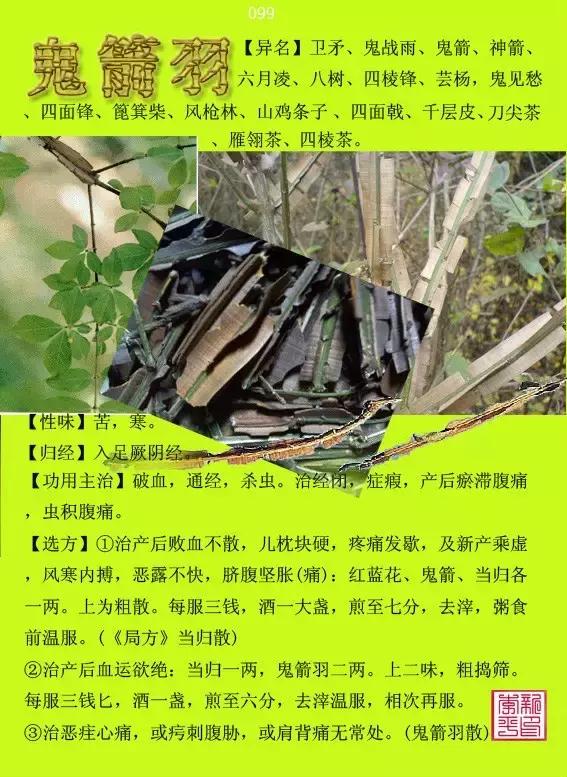 099
鬼箭羽
【异名】卫矛、鬼战雨、鬼箭、神箭、
六月凌、八树、四棱锋、芸杨，鬼见愁
、四面锋、篦箕柴、风枪林、山鸡条子、四面戟、千层皮、刀尖茶
、雁翎茶、四棱茶。
【性味】苦，寒。
【归经】入足厥阴经。
【功用主治】破血，通经，杀虫。治经团，症瘕，产后瘀滞腹痛
，虫积腹痛。
【选方】①治产后败血不散，儿枕块硬，疼痛发歇，及新产乘虚
，风寒内搏，恶露不快，脐腹坚胀(痛)：红蓝花、鬼箭、当归各
一两。上为粗散。每服三钱，酒一大盏，煎至七分，去滓，粥食
前温服。(《局方》当归散)
②治产后血运欲绝：当归一两，鬼箭羽二两。上二味，粗捣筛。
每服三钱匕，酒一盏，煎至六分，去滓温服，相次再服。
③治恶疰心痛，或疞刺腹胁，或肩背痛无常处。(鬼箭羽散)